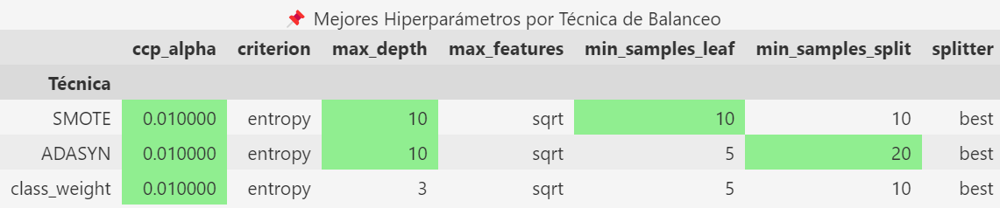 📌 Mejores Hiperparámetros por Técnica de Balanceo
ccp_alpha criterion max_depth max_features min_samples_leaf min_samples_split splitter
Técnica
SMOTE 0.010000 entropy 10 sqrt 10 10 best
ADASYN 0.010000 entropy 10 sqrt 5 20 best
class_weight 0.010000 entropy 3 sqrt 5 10 best